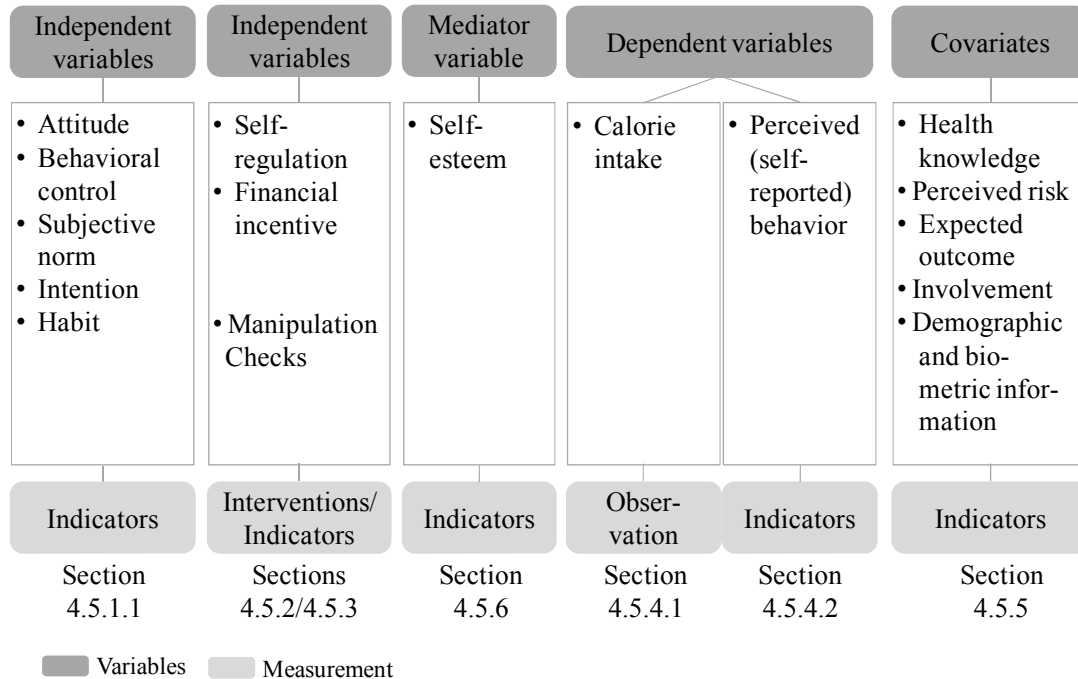 Independent
variables
Independent
variables
Mediator
variable
Dependent variables
Covariates
• Attitude
• Behavioral
control
• Subjective
norm
• Intention
• Habit
• Self-
regulation
• Financial
incentive
• Manipulation
Checks
• Self-
esteem
• Calorie
intake
• Perceived
(self-
reported)
behavior
• Health
knowledge
• Perceived risk
• Expected
outcome
• Involvement
• Demographic
and bio-
metric infor-
mation
Indicators
Interventions/
Indicators
Indicators
Obser-
vation
Indicators
Indicators
Section
4.5.1.1
Sections
4.5.2/4.5.3
Section
4.5.6
Section
4.5.4.1
Section
4.5.4.2
Section
4.5.5
Variables
Measurement